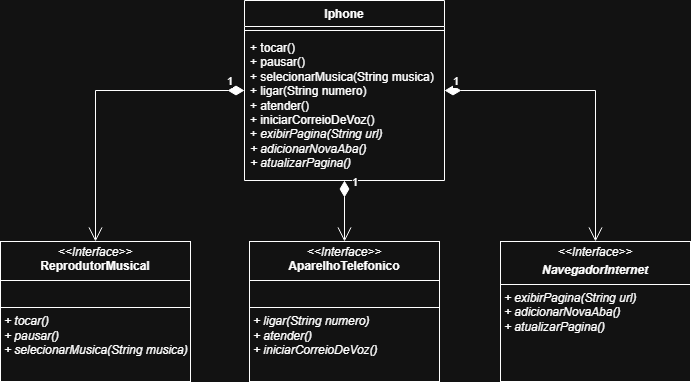 Iphone
+ tocar()
+ pausar()
+ selecionarMusica(String musica)
+ ligar(String numero)
+ atender()
+ iniciarCorreioDeVoz()
+ exibirPagina(String url)
+ adicionarNovaAba()
+ atualizarPagina()
1
1
1
<<Interface>>
ReprodutorMusical
+ tocar()
+ pausar()
+ selecionarMusica(String musica)
<<Interface>>
AparelhoTelefonico
+ ligar(String numero)
+ atender()
+ iniciarCorreioDeVoz()
<<Interface>>
NavegadorInternet
+ exibirPagina(String url)
+ adicionarNovaAba()
+ atualizarPagina()